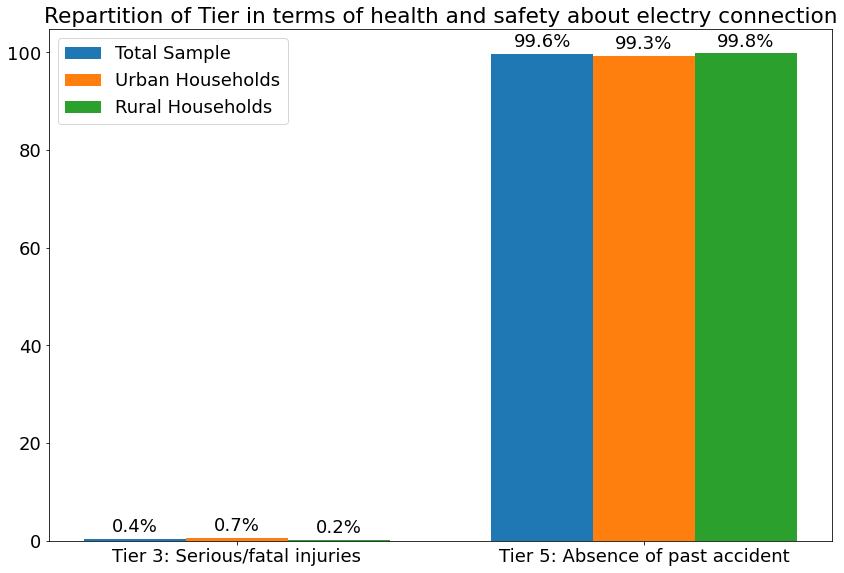 Repartition of Tier in terms of health and safety about electry connection
Total Sample
Urban Households
Rural Households
100
80
60
40
20
0
0.4%
0.7%
0.2%
99.6%
99.3%
99.8%
Tier 3: Serious/fatal injuries
Tier 5: Absence of past accident